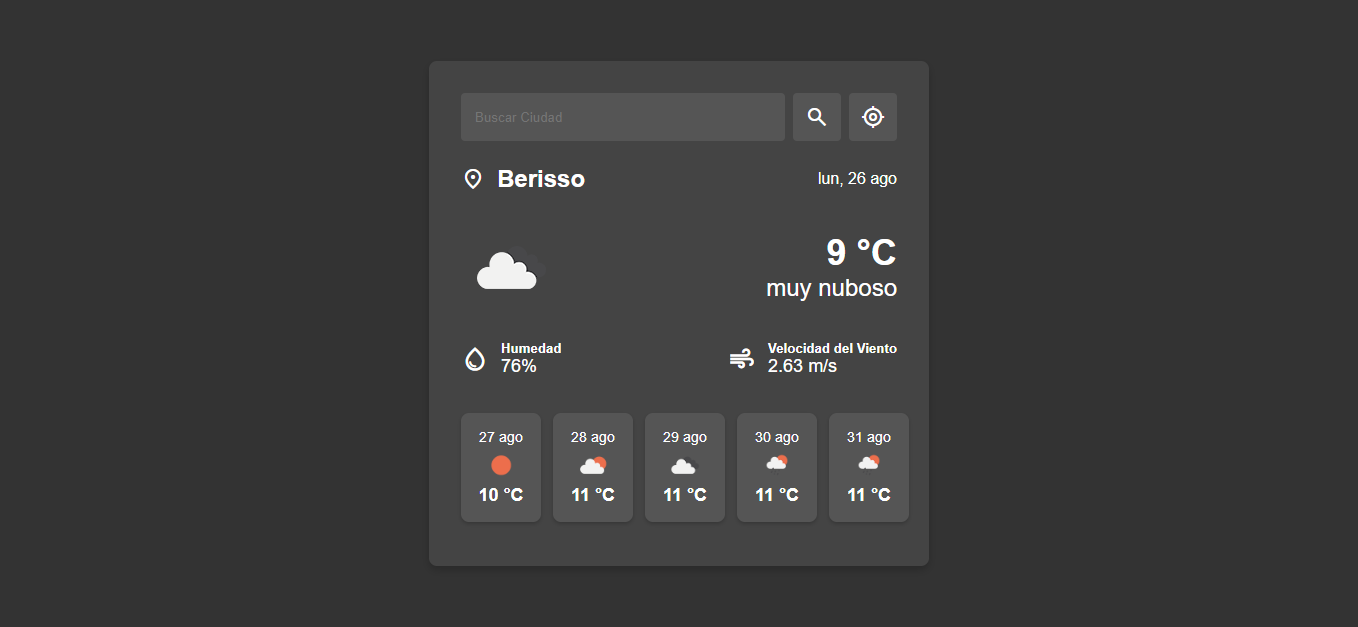 Buscar Ciudad
Berisso
lun, 26 ago
9 °C
muy nuboso
Humedad
76%
Velocidad del Viento
2.63 m/s
27 ago
10 °C
28 ago
11 °C
29 ago
11 °C
30 ago
11 °C
31 ago
11 °C